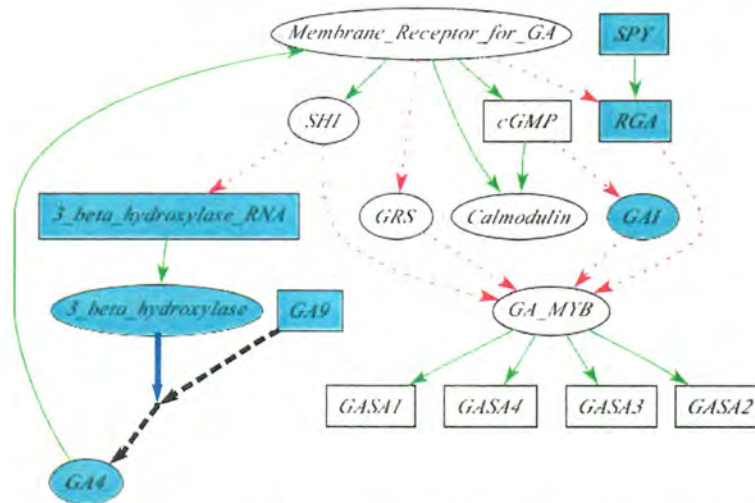 Membrane_Receptor_for_GA
SPY
SHI
cGMP
RGA
3_beta_hydroxylase_RNA
GRS
Calmodulin
GAI
3_beta_hydroxylase
GA9
GA_MYB
GASA1
GASA4
GASA3
GASA2
GA4